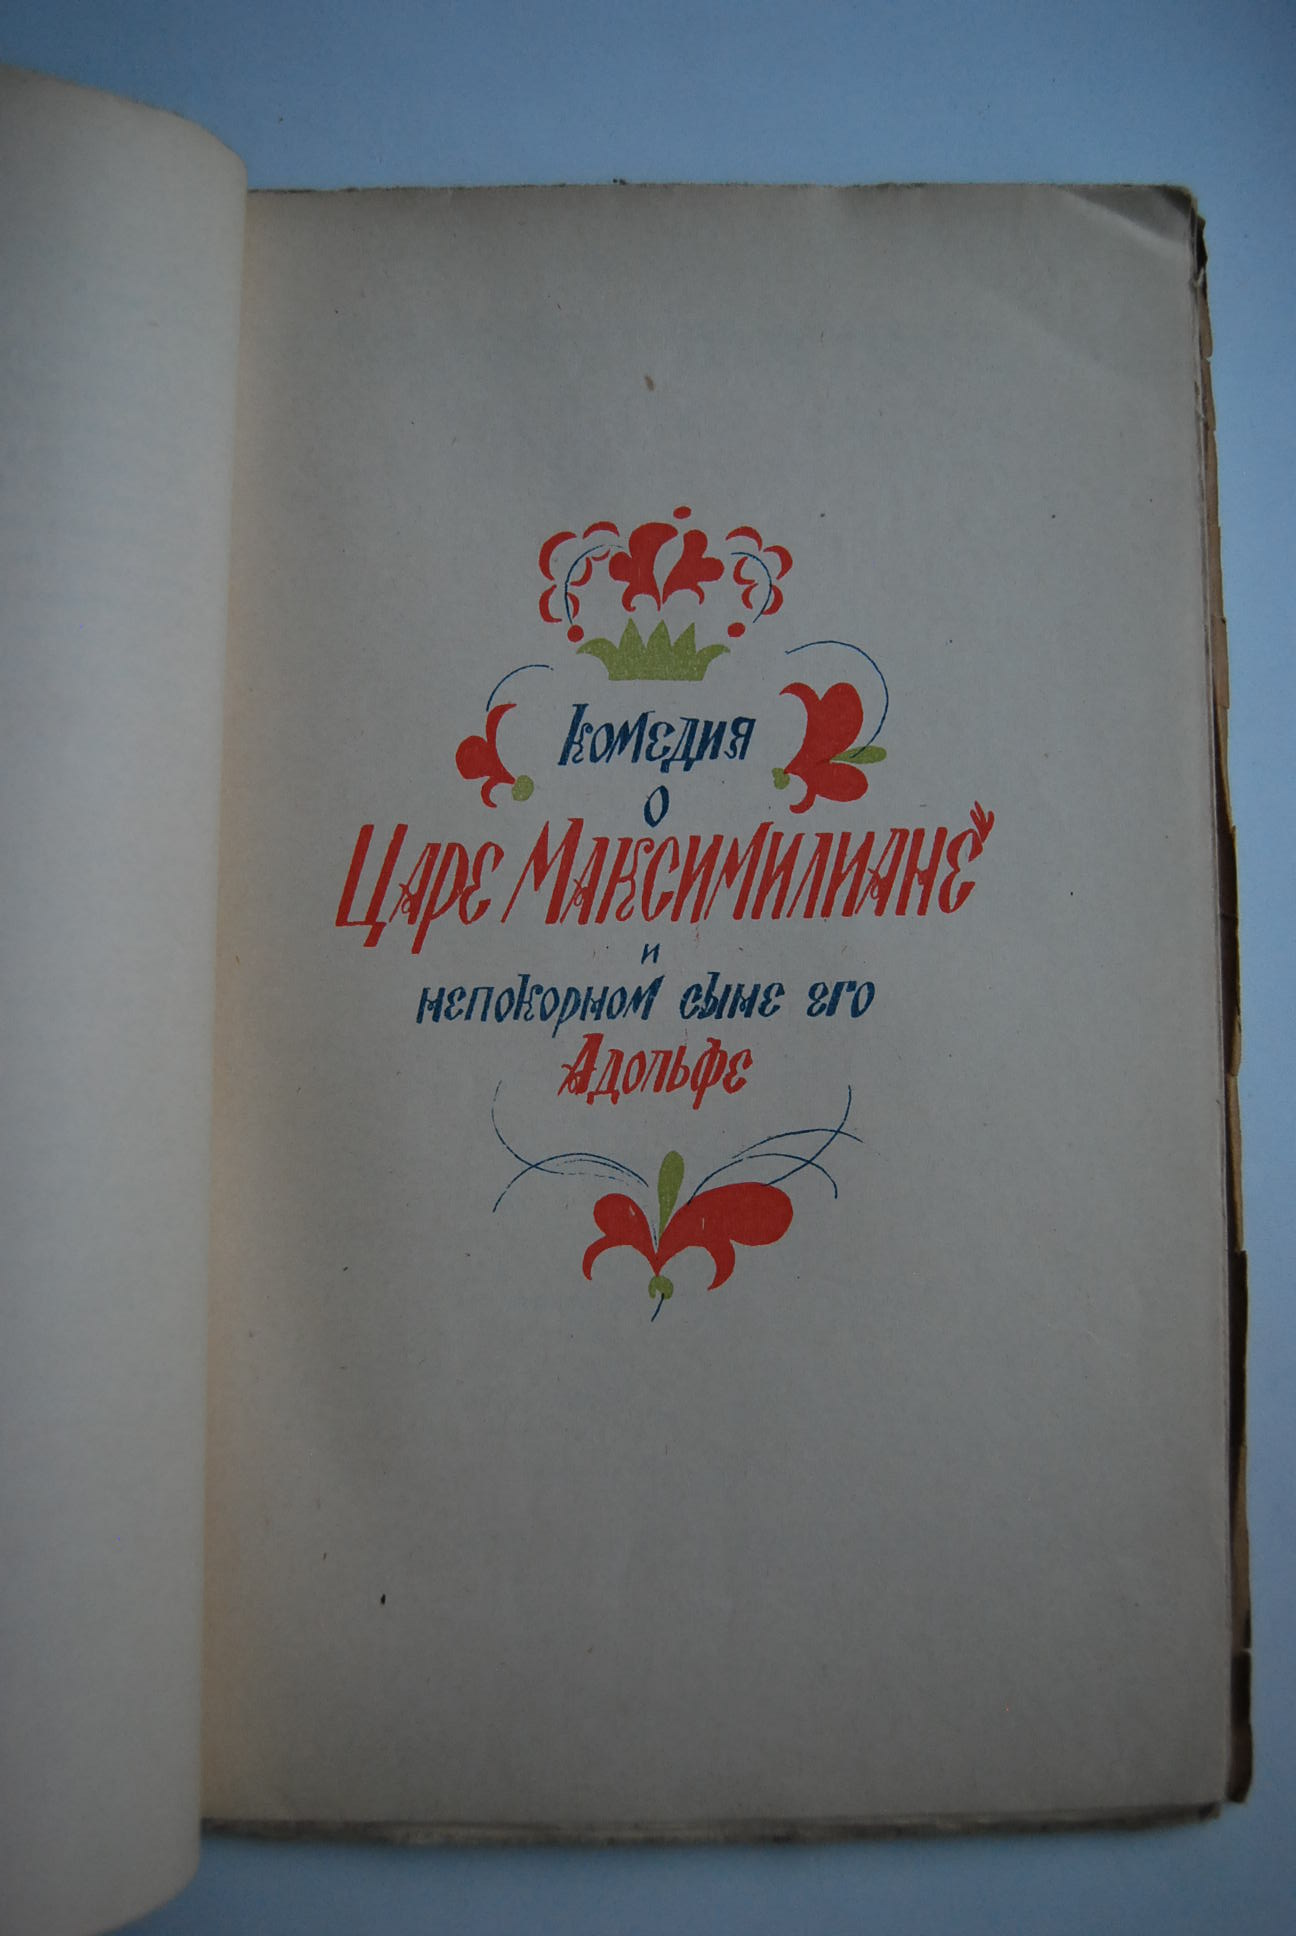 Комедия
о
Царе Максимилиане
и
непокорном сыне его
Адольфе